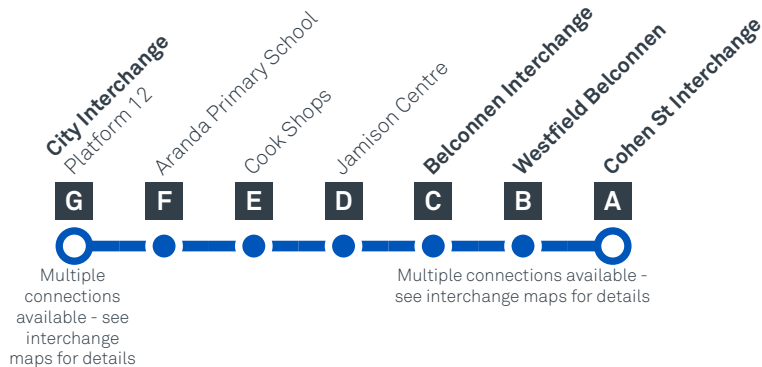 City Interchange
Platform 12
Aranda Primary School
Cook Shops
Jamison Centre
Belconnen Interchange
Westfield Belconnen
Cohen St Interchange
G
F
E
D
C
B
A
Multiple
connections
available - see
interchange
maps for details
Multiple connections available -
see interchange maps for details